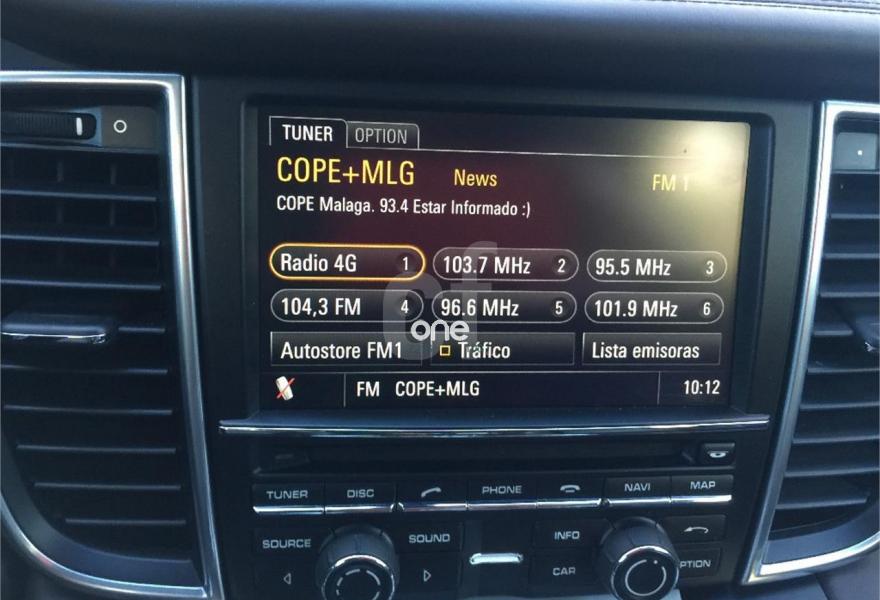 TUNER OPTION
COPE+MLG News FM 1
COPE Malaga. 93.4 Estar Informado :)
Radio 4G 1 103.7 MHz 2 95.5 MHz 3
104,3 FM 4 96.6 MHz 5 101.9 MHz 6
one
Autostore FM1 Tráfico Lista emisoras
FM COPE+MLG 10:12
TUNER DISC PHONE NAVI MAP
SOURCE SOUND INFO
CAR OPTION